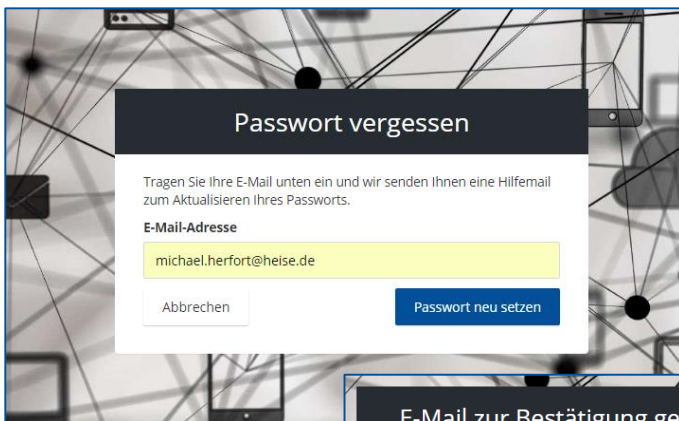 Passwort vergessen
Tragen Sie Ihre E-Mail unten ein und wir senden Ihnen eine Hilfemail
zum Aktualisieren Ihres Passworts.
E-Mail-Adresse
michael.herfort@heise.de
Abbrechen
Passwort neu setzen
E-Mail zur Bestätigung ge